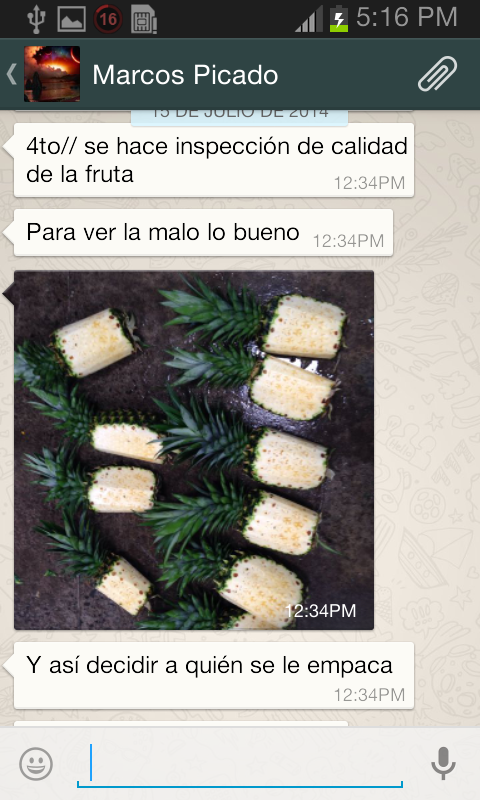 16
5:16 PM
Marcos Picado
15 DE JULIO DE 2014
4to// se hace inspección de calidad
de la fruta
12:34PM
Para ver la malo lo bueno
12:34PM
12:34PM
Y así decidir a quién se le empaca
12:34PM